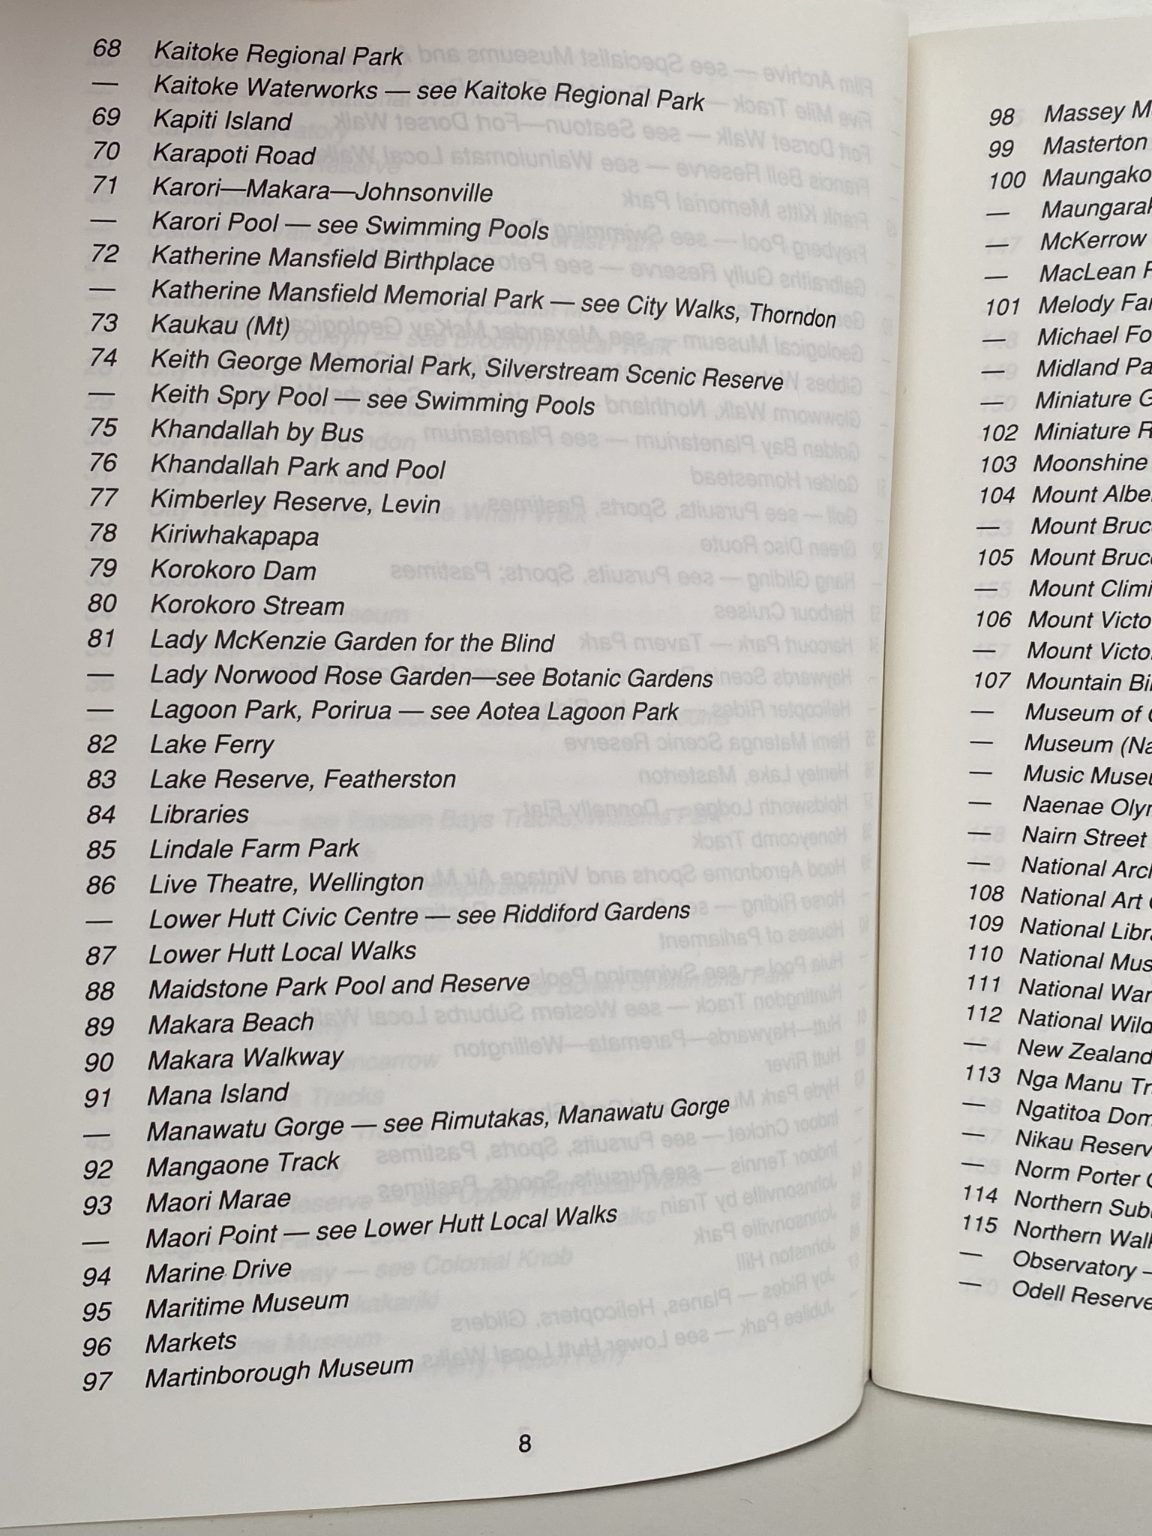 68 Kaitoke Regional Park
— Kaitoke Waterworks — see Kaitoke Regional Park
69 Kapiti Island
70 Karapoti Road
71 Karori—Makara—Johnsonville
— Karori Pool — see Swimming Pools
72 Katherine Mansfield Birthplace
— Katherine Mansfield Memorial Park — see City Walks, Thorndon
73 Kaukau (Mt)
74 Keith George Memorial Park, Silverstream Scenic Reserve
— Keith Spry Pool — see Swimming Pools
75 Khandallah by Bus
76 Khandallah Park and Pool
77 Kimberley Reserve, Levin
78 Kiriwhakapapa
79 Korokoro Dam
80 Korokoro Stream
81 Lady McKenzie Garden for the Blind
— Lady Norwood Rose Garden—see Botanic Gardens
— Lagoon Park, Porirua — see Aotea Lagoon Park
82 Lake Ferry
83 Lake Reserve, Featherston
84 Libraries
85 Lindale Farm Park
86 Live Theatre, Wellington
— Lower Hutt Civic Centre — see Riddiford Gardens
87 Lower Hutt Local Walks
88 Maidstone Park Pool and Reserve
89 Makara Beach
90 Makara Walkway
91 Mana Island
— Manawatu Gorge — see Rimutakas, Manawatu Gorge
92 Mangaone Track
93 Maori Marae
— Maori Point — see Lower Hutt Local Walks
94 Marine Drive
95 Maritime Museum
96 Markets
97 Martinborough Museum
8
98 Massey
99 Masterton
100
—
— McKerrow
— MacLean
101 Melody
— Michael
— Midland
— Miniature
102 Miniature
103 Moonshine
104 Mount
— Mount
105 Mount
— Mount
106 Mount
— Mount
107 Mountain
— Museum of
— Museum
— Music
— Naenae
— Nairn Street
— National
108 National Art
109 National
110 National
111 National
112 National
— New Zealand
113 Nga Manu
— Ngatitoa
— Nikau
— Norm Porter
114 Northern
115 Northern
— Observatory —
— Odell Reserve